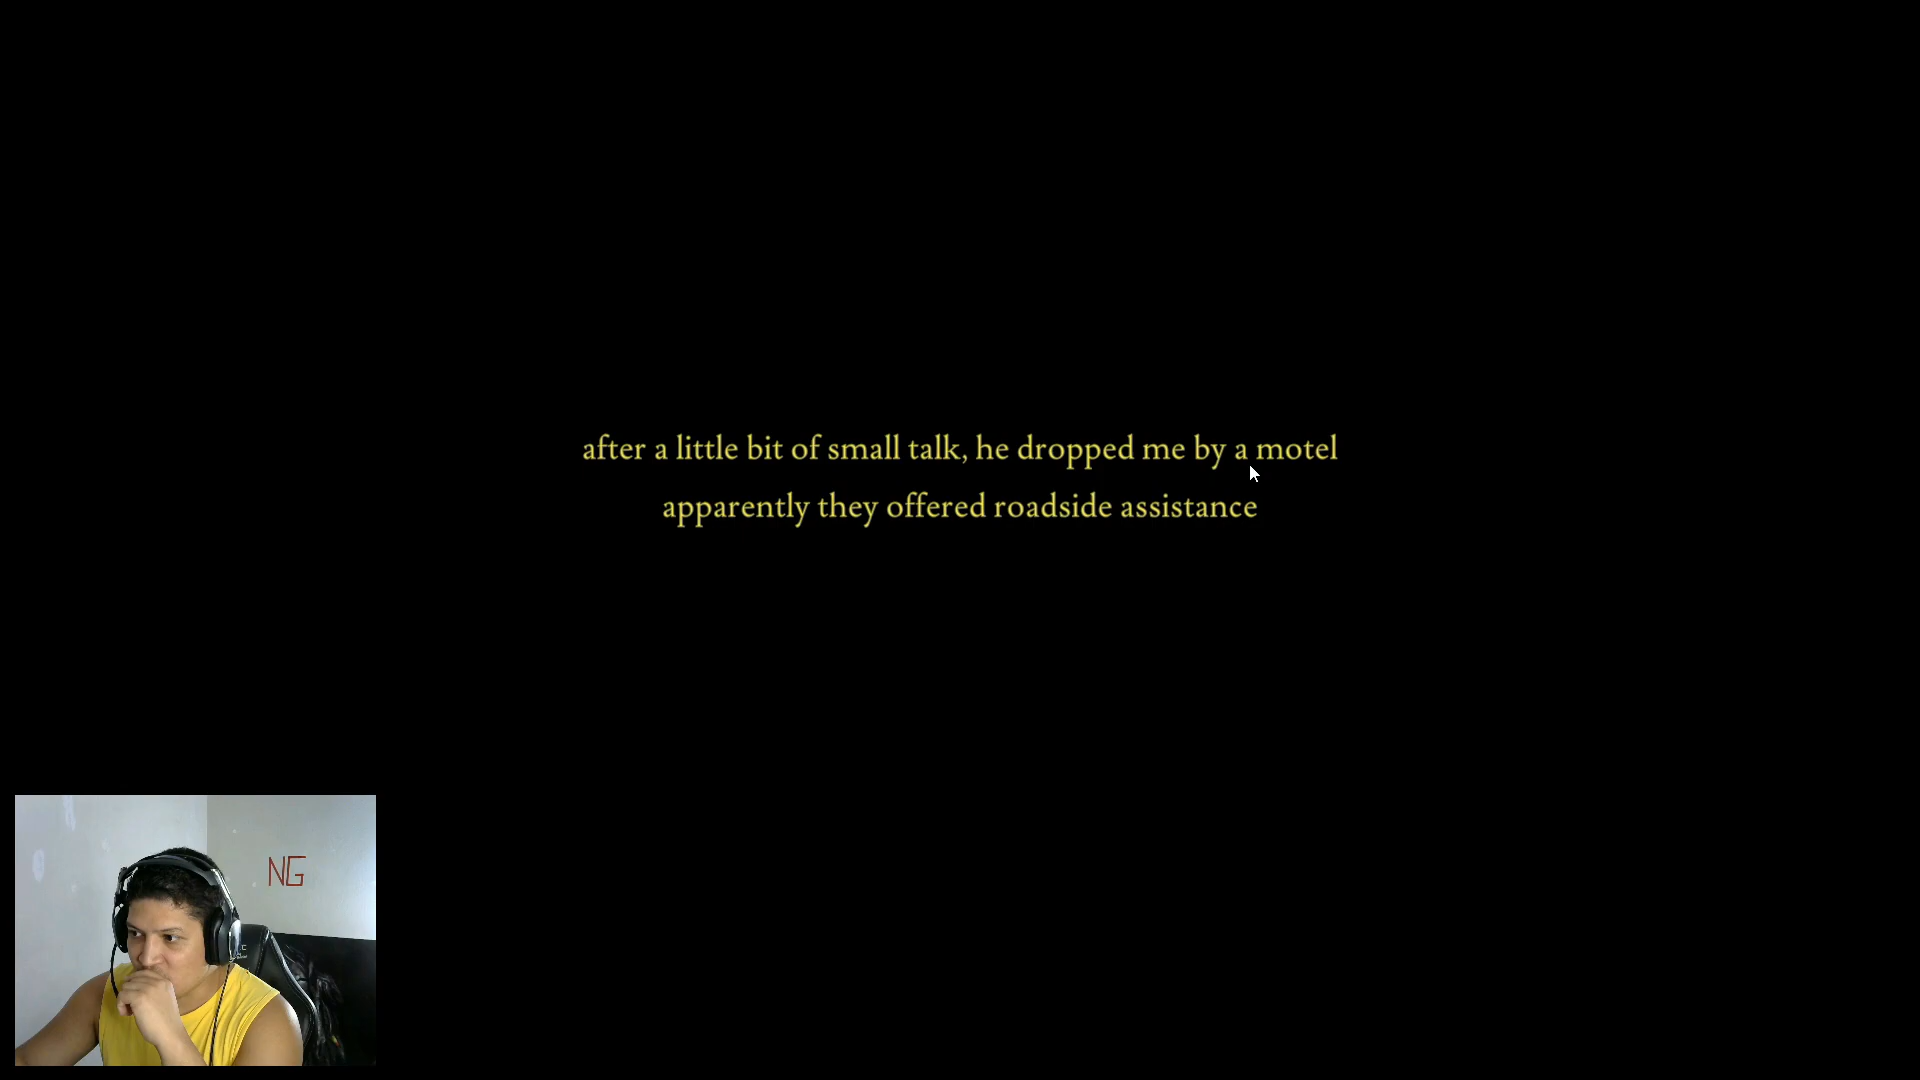 after a little bit of small talk, he dropped me by a motel
apparently they offered roadside assistance
NG